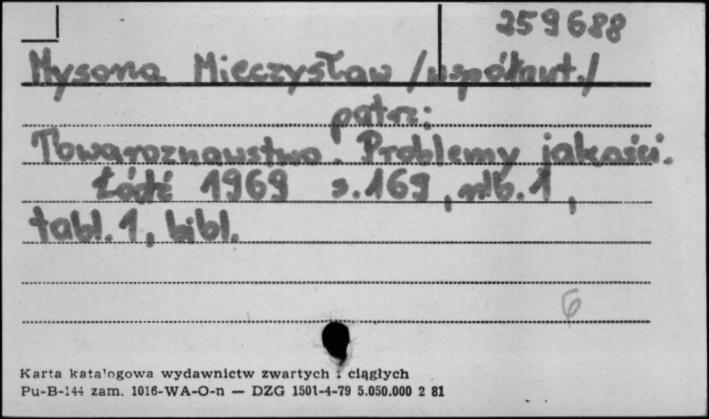 259688
Mysona Mieczysław /współaut./
patrz:
Towaroznawstwo. Problemy jakości.
Łódź 1969 s. 169, nlb. 1,
tabl. 1, bibl.
6
Karta katalogowa wydawnictw zwartych i ciągłych
Pu-B-144 zam. 1016-WA-O-n — DZG 1501-4-79 5.050.000 2 81